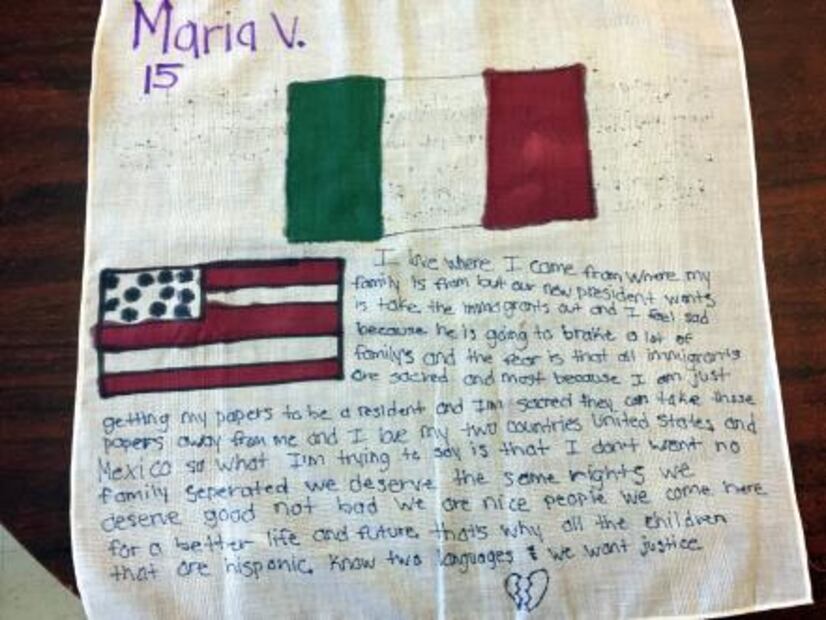 Maria V.
15
I love where I come from where my
family is from but our new president wants
is take the immigrants out and I feel sad
because he is going to brake a lot of
family's and the fear is that all immigrants
are sacred and most because I am just
getting my papers to be a resident and I'm sacred they can take these
papers away from me and I love my two countries United States and
Mexico so what I'm trying to say is that I don't want no
family seperated we deserve the same rights we
deserve good not bad we are nice people we come here
for a better life and future. that's why all the children
that are hispanic. Know two languages & we want justice